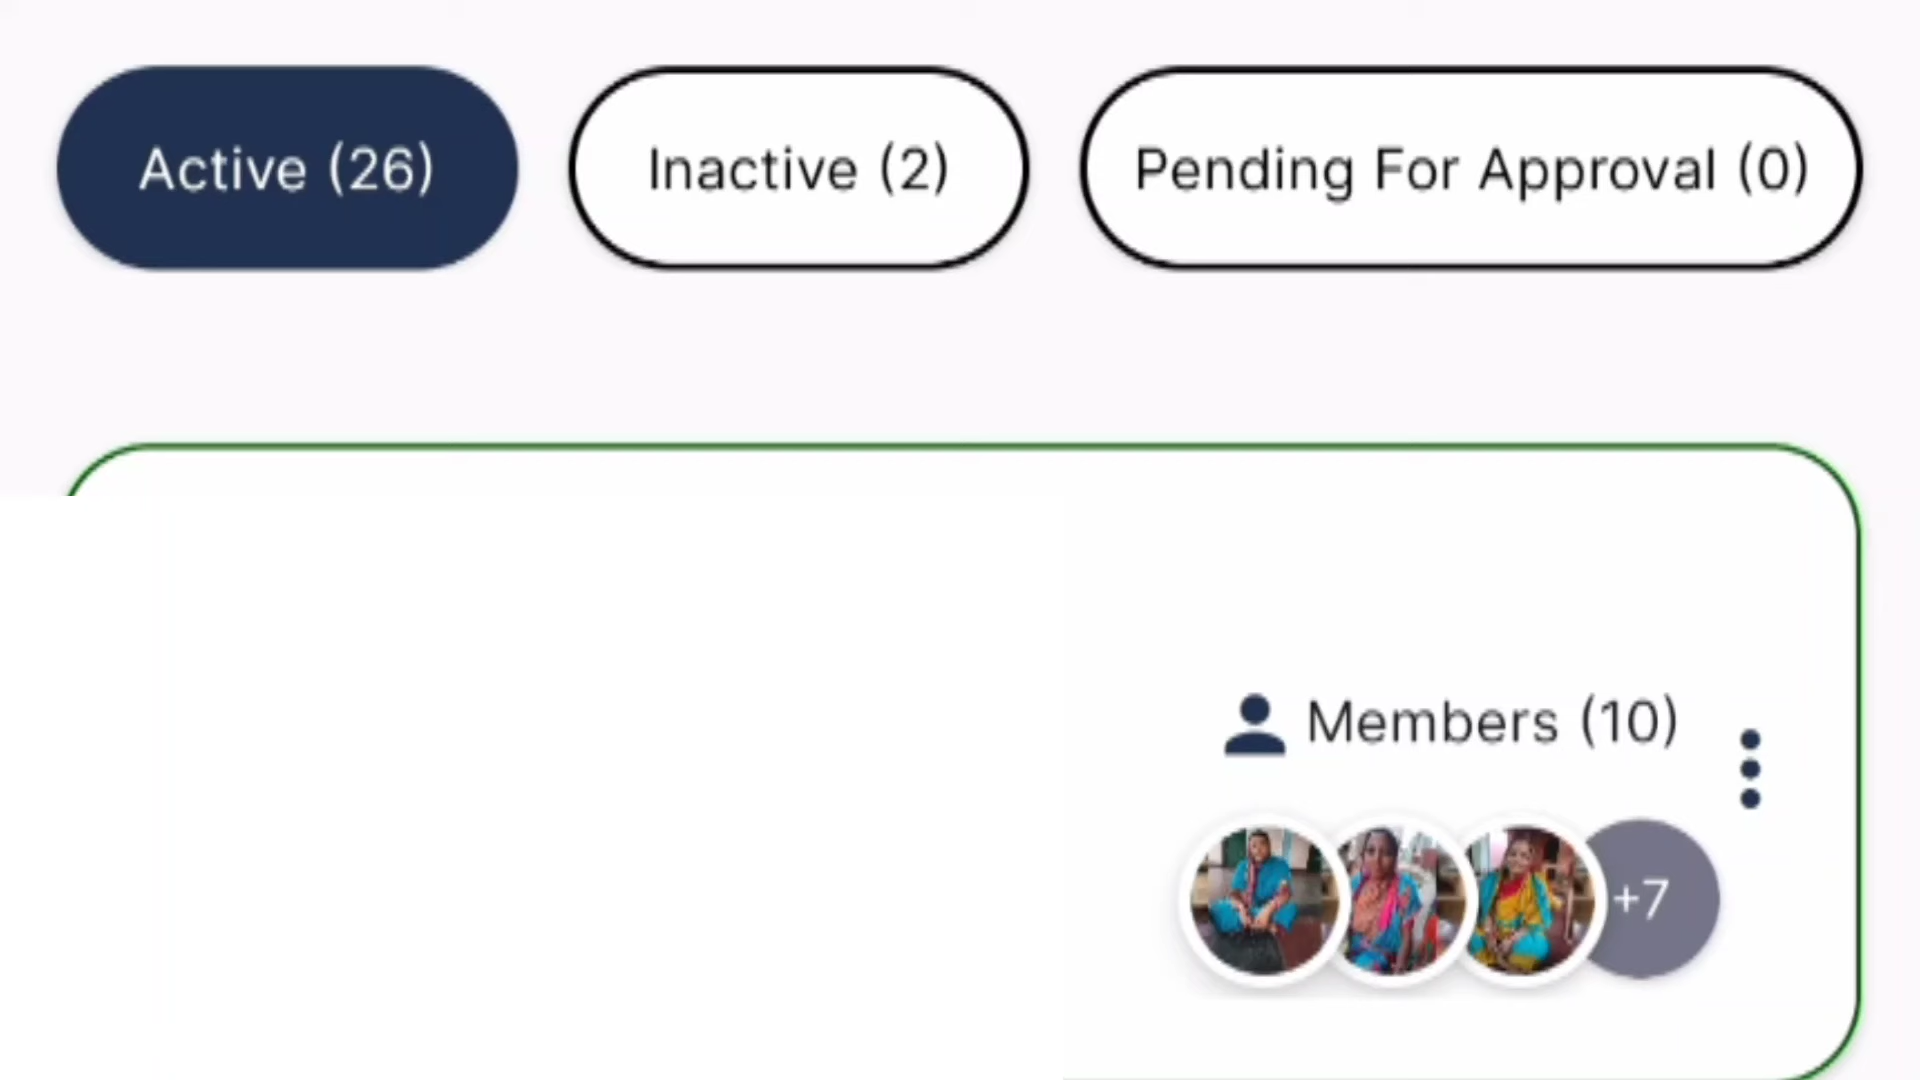 Active (26)
Inactive (2)
Pending For Approval (0)
Members (10)
+7